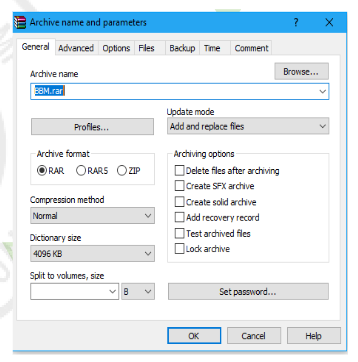 Archive name and parameters ? X
General Advanced Options Files Backup Time Comment
Archive name
Browse...
BBM.rar
Update mode
Profiles...
Add and replace files
Archive format
RAR RAR5 ZIP
Compression method
Normal
Dictionary size
4096 KB
Split to volumes, size
B
Archiving options
Delete files after archiving
Create SFX archive
Create solid archive
Add recovery record
Test archived files
Lock archive
Set password...
OK Cancel Help